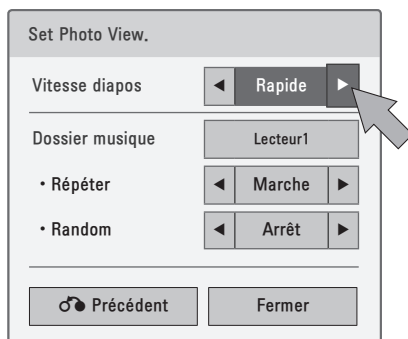 Set Photo View.
Vitesse diapos ◀ Rapide ▶
Dossier musique Lecteur1
• Répéter ◀ Marche ▶
• Random ◀ Arrêt ▶
Précédent Fermer